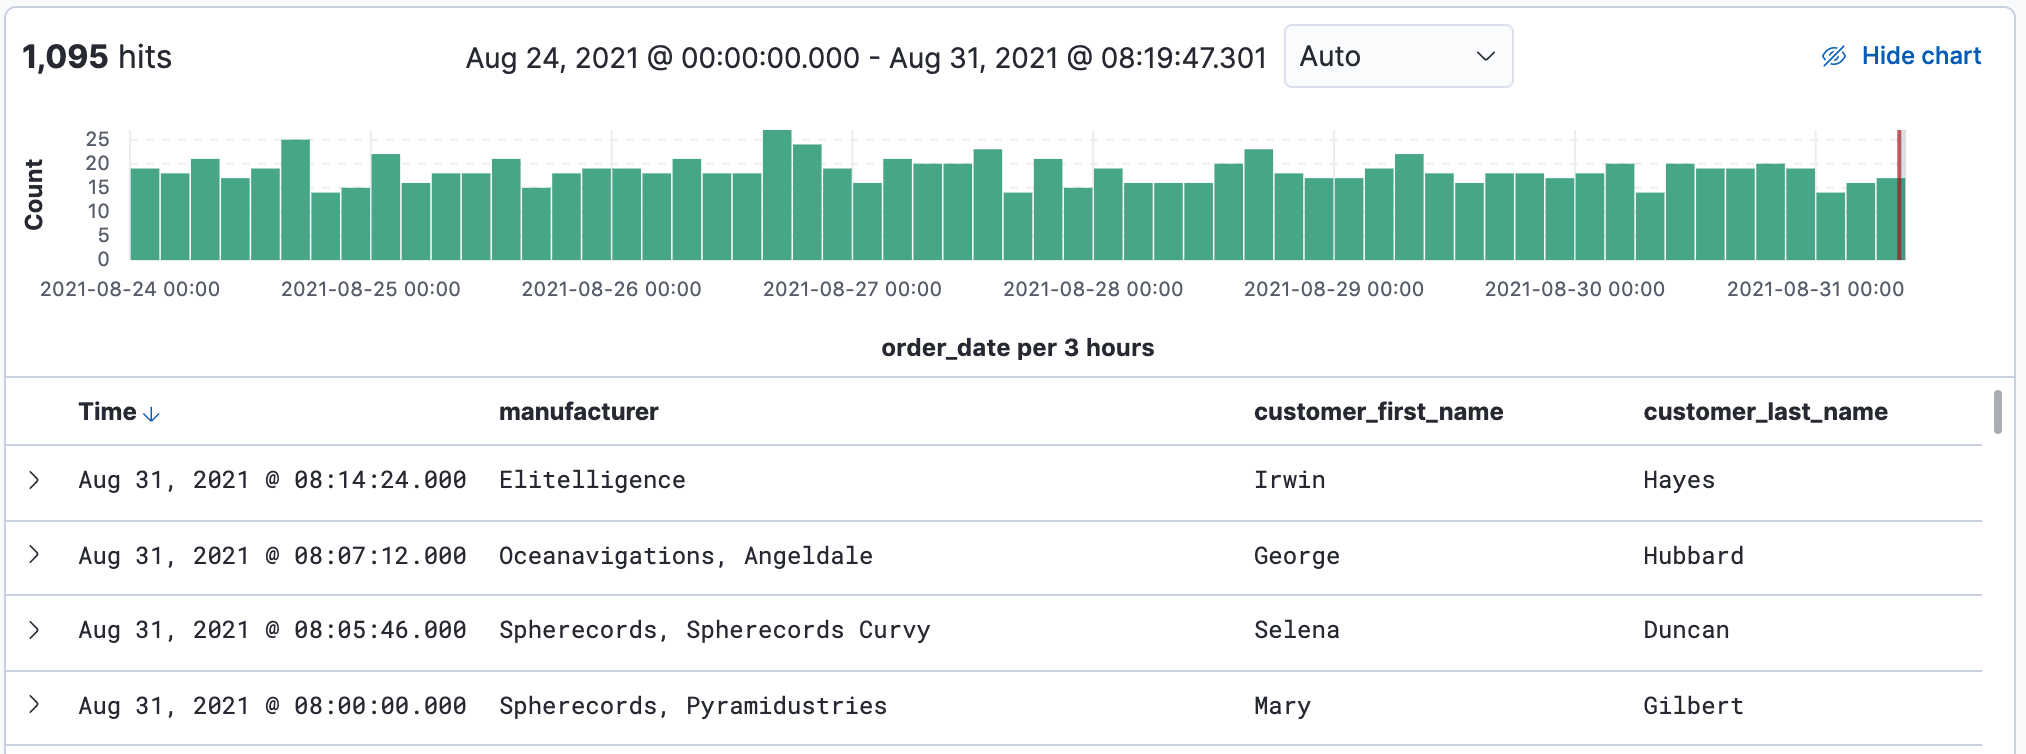 1,095 hits
Aug 24, 2021 @ 00:00:00.000 - Aug 31, 2021 @ 08:19:47.301
Auto
Hide chart
Count
25
20
15
10
5
0
2021-08-24 00:00 2021-08-25 00:00 2021-08-26 00:00 2021-08-27 00:00 2021-08-28 00:00 2021-08-29 00:00 2021-08-30 00:00 2021-08-31 00:00
order_date per 3 hours
Time manufacturer customer_first_name customer_last_name
Aug 31, 2021 @ 08:14:24.000 Elitelligence Irwin Hayes
Aug 31, 2021 @ 08:07:12.000 Oceanavigations, Angeldale George Hubbard
Aug 31, 2021 @ 08:05:46.000 Spherecords, Spherecords Curvy Selena Duncan
Aug 31, 2021 @ 08:00:00.000 Spherecords, Pyramidustries Mary Gilbert